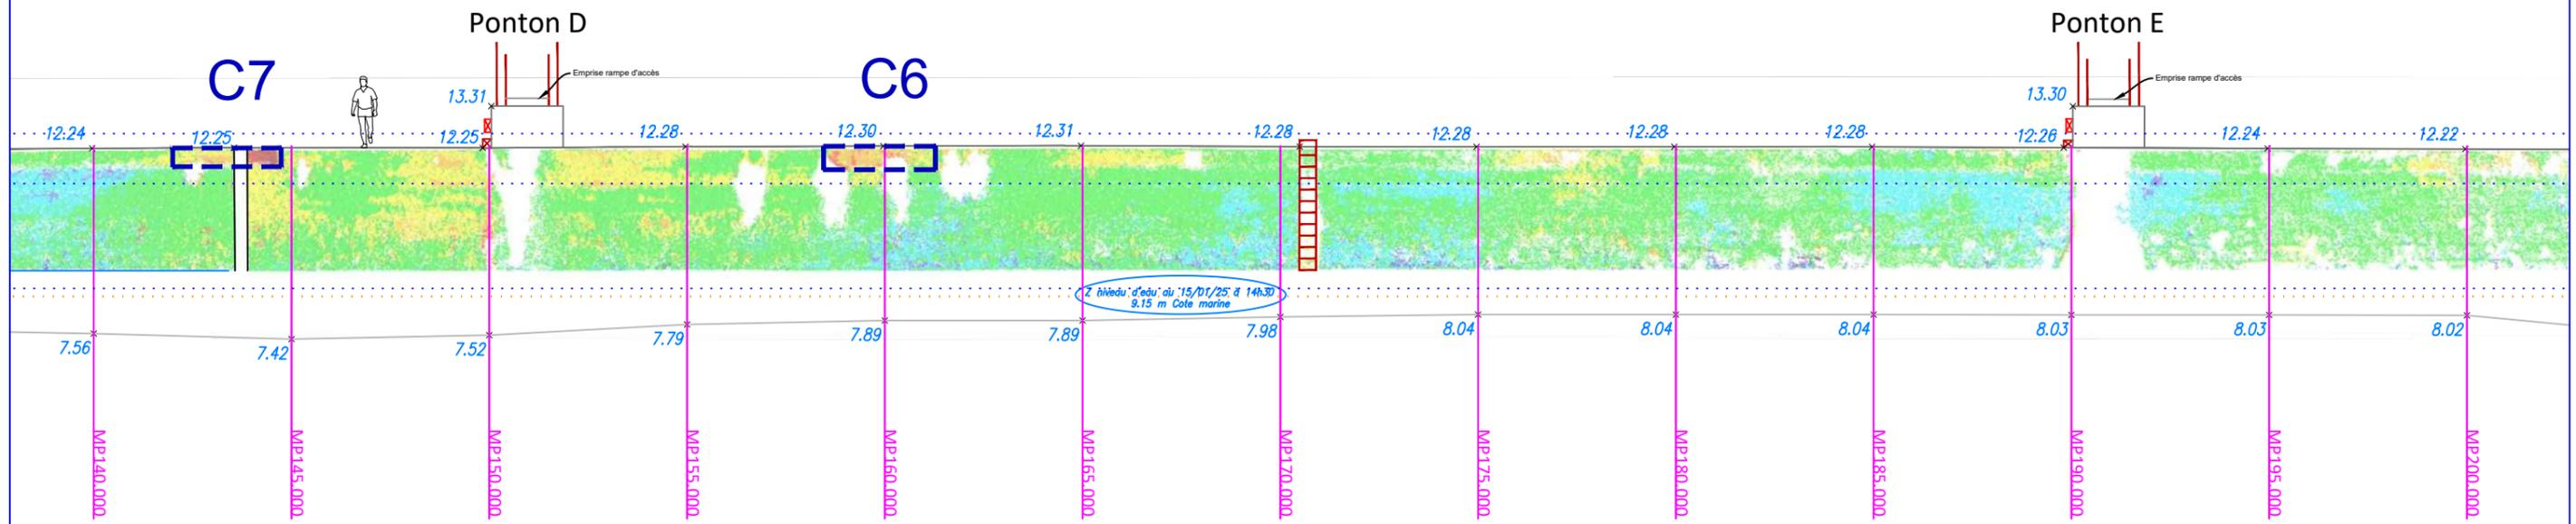 Ponton D
Ponton E
C7
C6
Emprise rampe d'accès
Emprise rampe d'accès
13.31
13.30
12.24
12.25
12.25
12.28
12.30
12.31
12.28
12.28
12.28
12.28
12.26
12.24
12.22
Z niveau d'eau au 15/01/25 à 14h30
9.15 m Cote marine
7.56
7.42
7.52
7.79
7.89
7.89
7.98
8.04
8.04
8.04
8.03
8.03
8.02
MP140.000
MP145.000
MP150.000
MP155.000
MP160.000
MP165.000
MP170.000
MP175.000
MP180.000
MP185.000
MP190.000
MP195.000
MP200.000